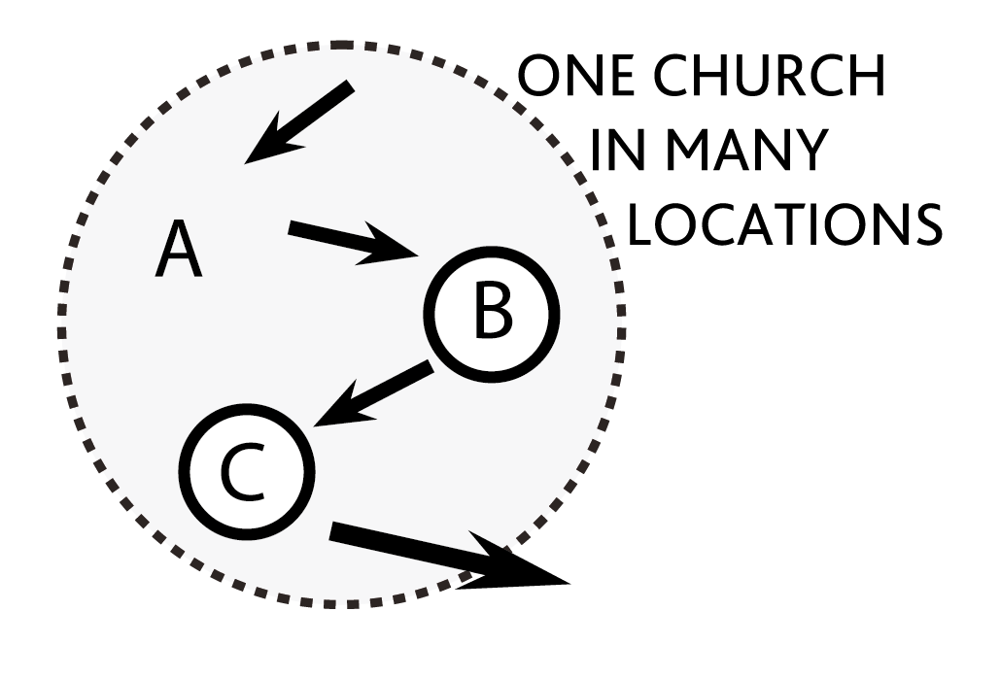 ONE CHURCH
IN MANY
LOCATIONS
A
B
C